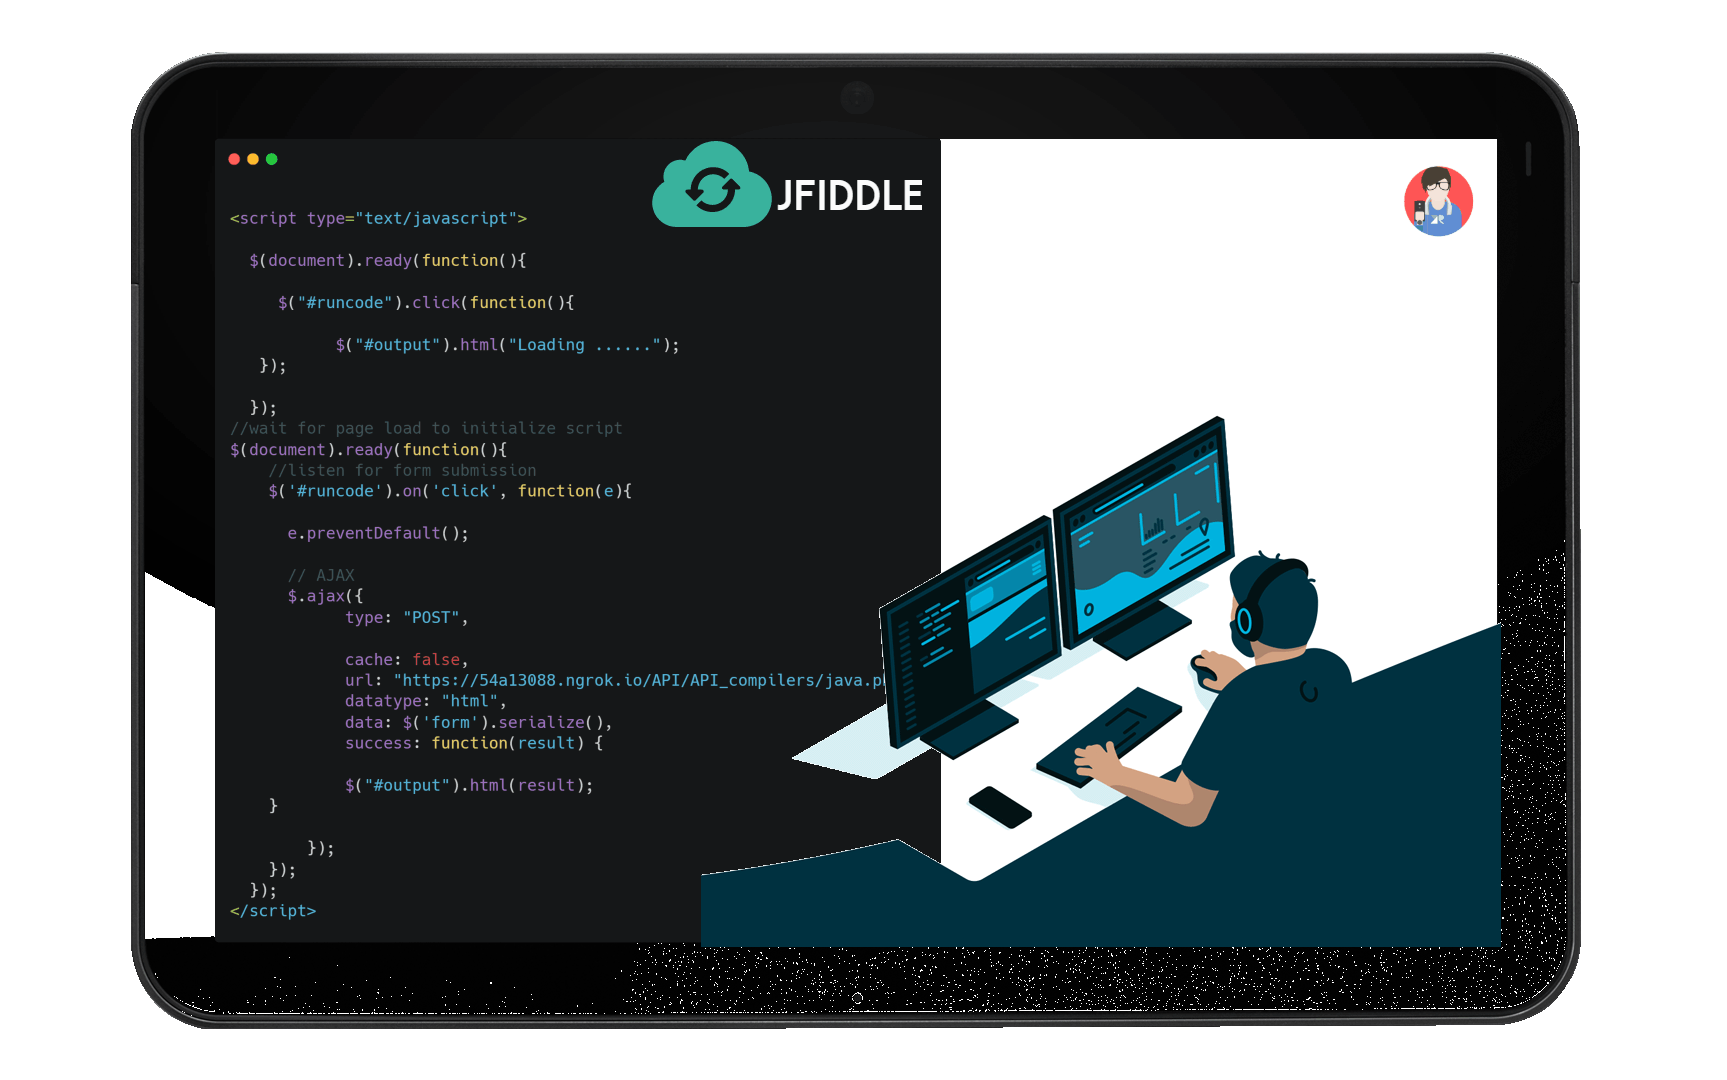 JFIDDLE
<script type="text/javascript">
$(document).ready(function(){
$("#runcode").click(function(){
$("#output").html("Loading ......");
});
});
//wait for page load to initialize script
$(document).ready(function(){
//listen for form submission
$('#runcode').on('click', function(e){
e.preventDefault();
// AJAX
$.ajax({
type: "POST",
cache: false,
url: "https://54a13088.ngrok.io/API/API_compilers/java.p
datatype: "html",
data: $('form').serialize(),
success: function(result) {
$("#output").html(result);
}
});
});
});
</script>